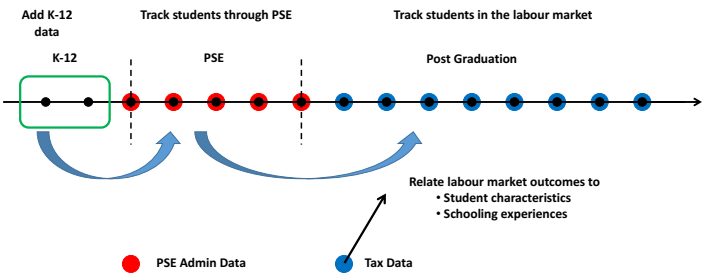 Add K-12
data
Track students through PSE
Track students in the labour market
K-12
PSE
Post Graduation
Relate labour market outcomes to
• Student characteristics
• Schooling experiences
PSE Admin Data
Tax Data